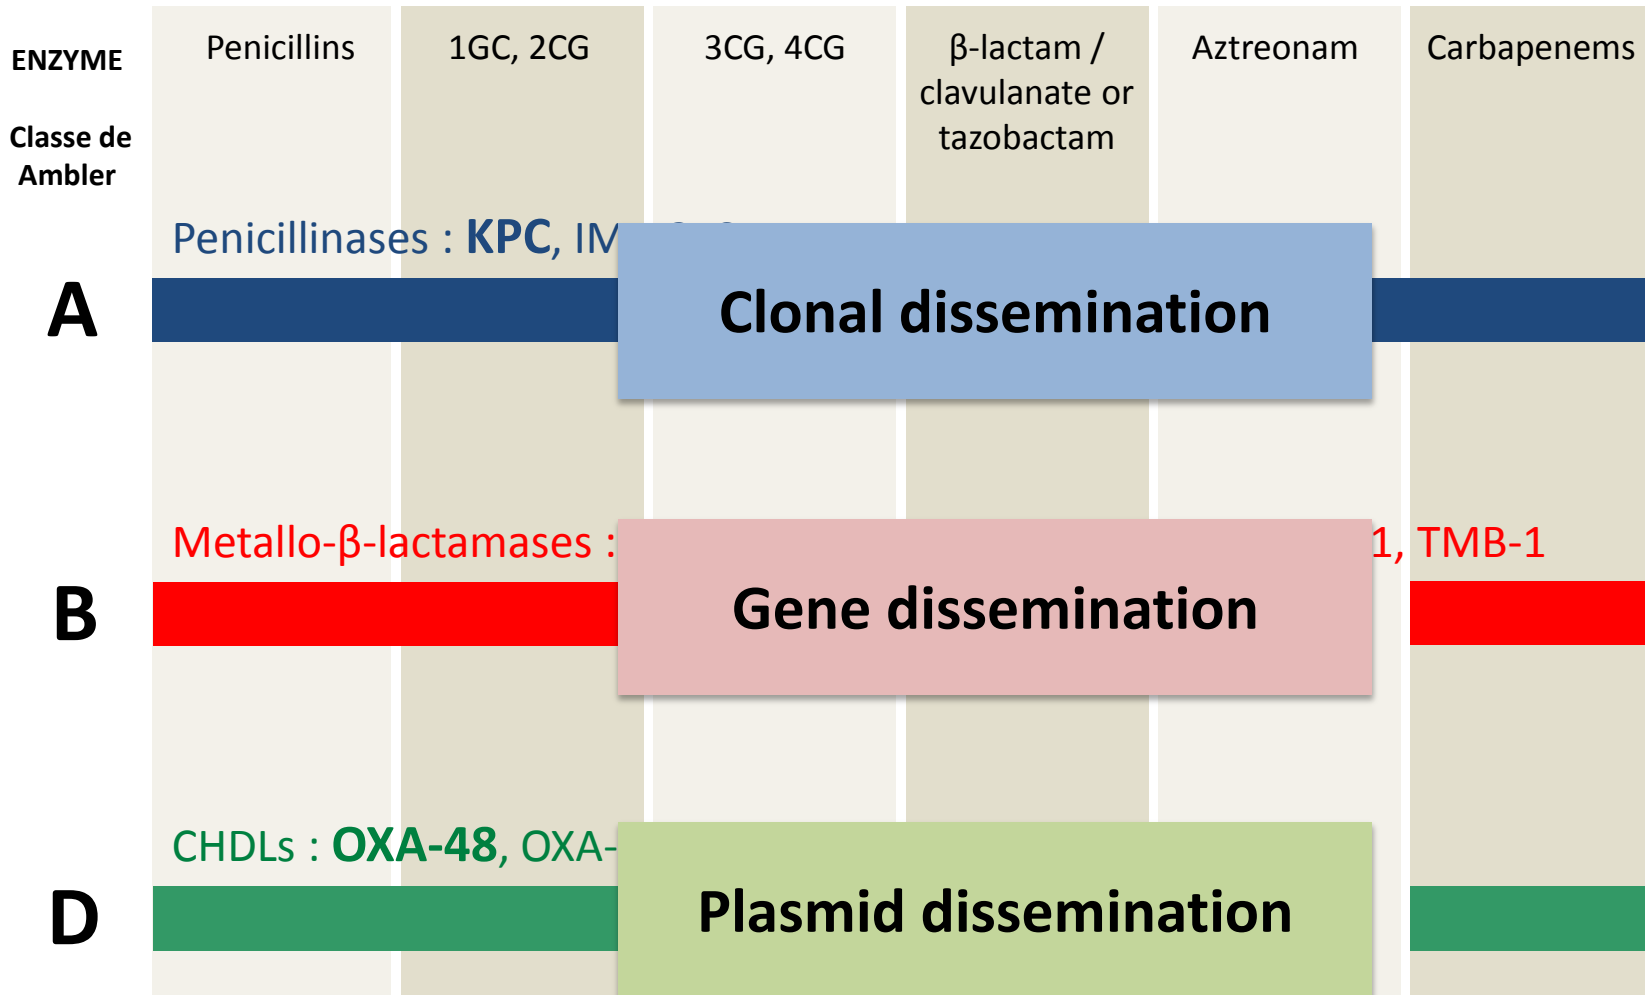 ENZYME
Classe de
Ambler
Penicillins
1GC, 2CG
3CG, 4CG
β-lactam /
clavulanate or
tazobactam
Aztreonam
Carbapenems
Penicillinases : KPC,
A
Clonal dissemination
Metallo-β-lactamases : 1, TMB-1
B
Gene dissemination
CHDLs : OXA-48, OXA-
D
Plasmid dissemination